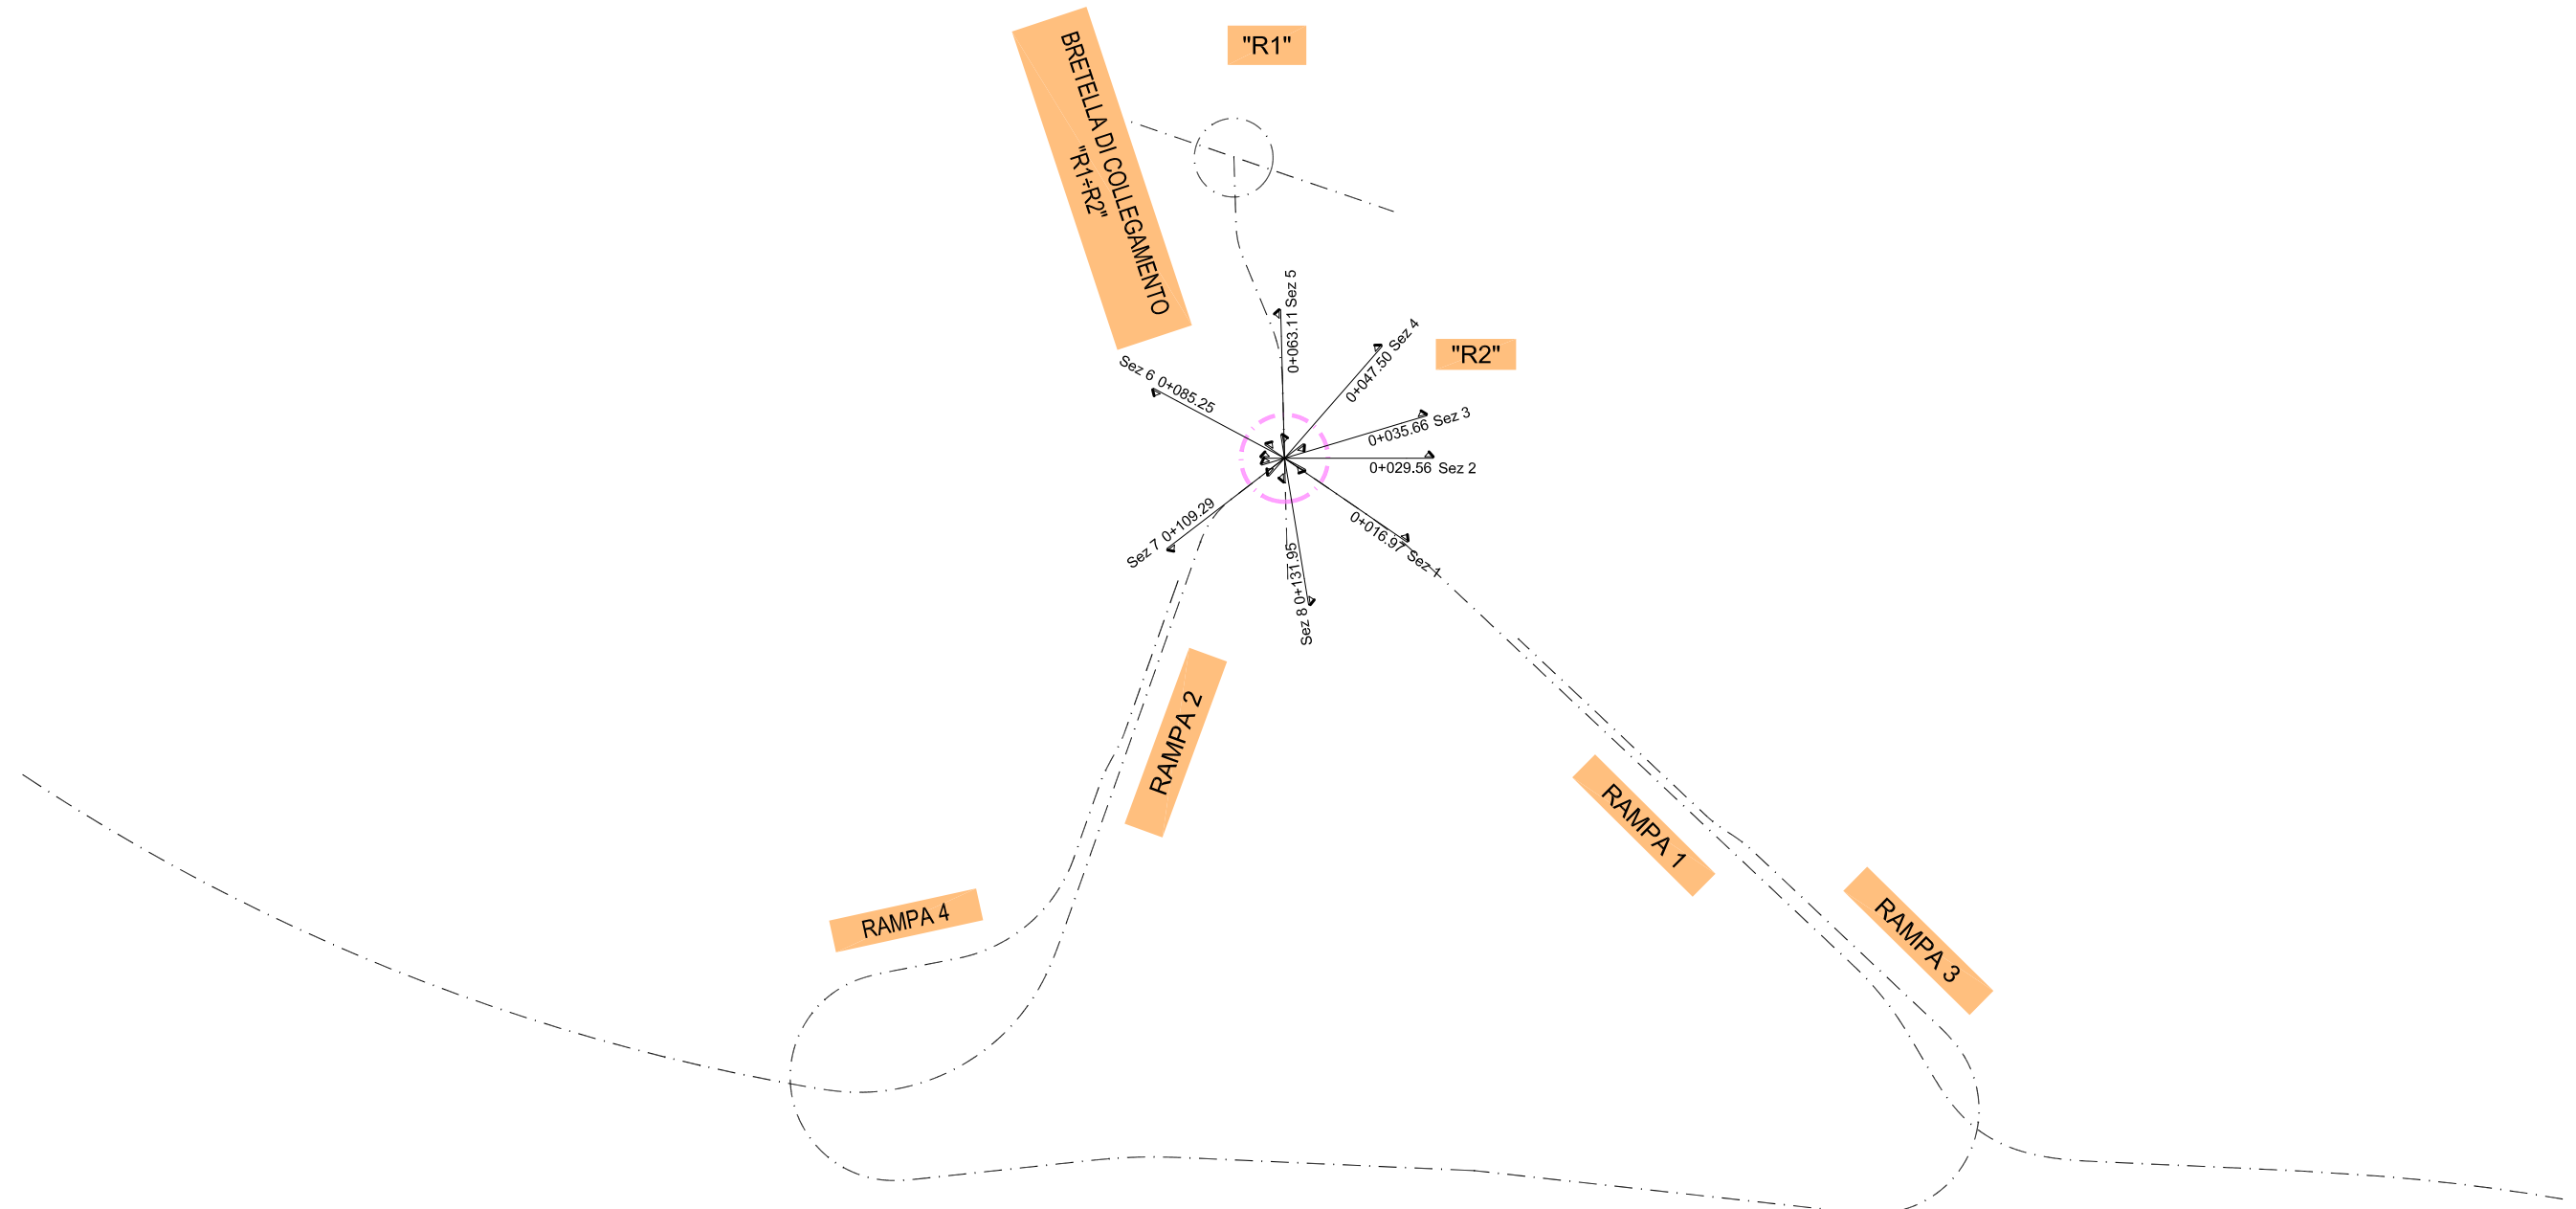 "R1"
BRETELLA DI COLLEGAMENTO
"R1÷R2"
0+063.11 Sez 5
0+047.50 Sez 4
"R2"
Sez 6 0+085.25
0+035.66 Sez 3
0+029.56 Sez 2
Sez 7 0+109.29
0+016.97 Sez 1
Sez 8 0+131.95
RAMPA 2
RAMPA 1
RAMPA 4
RAMPA 3